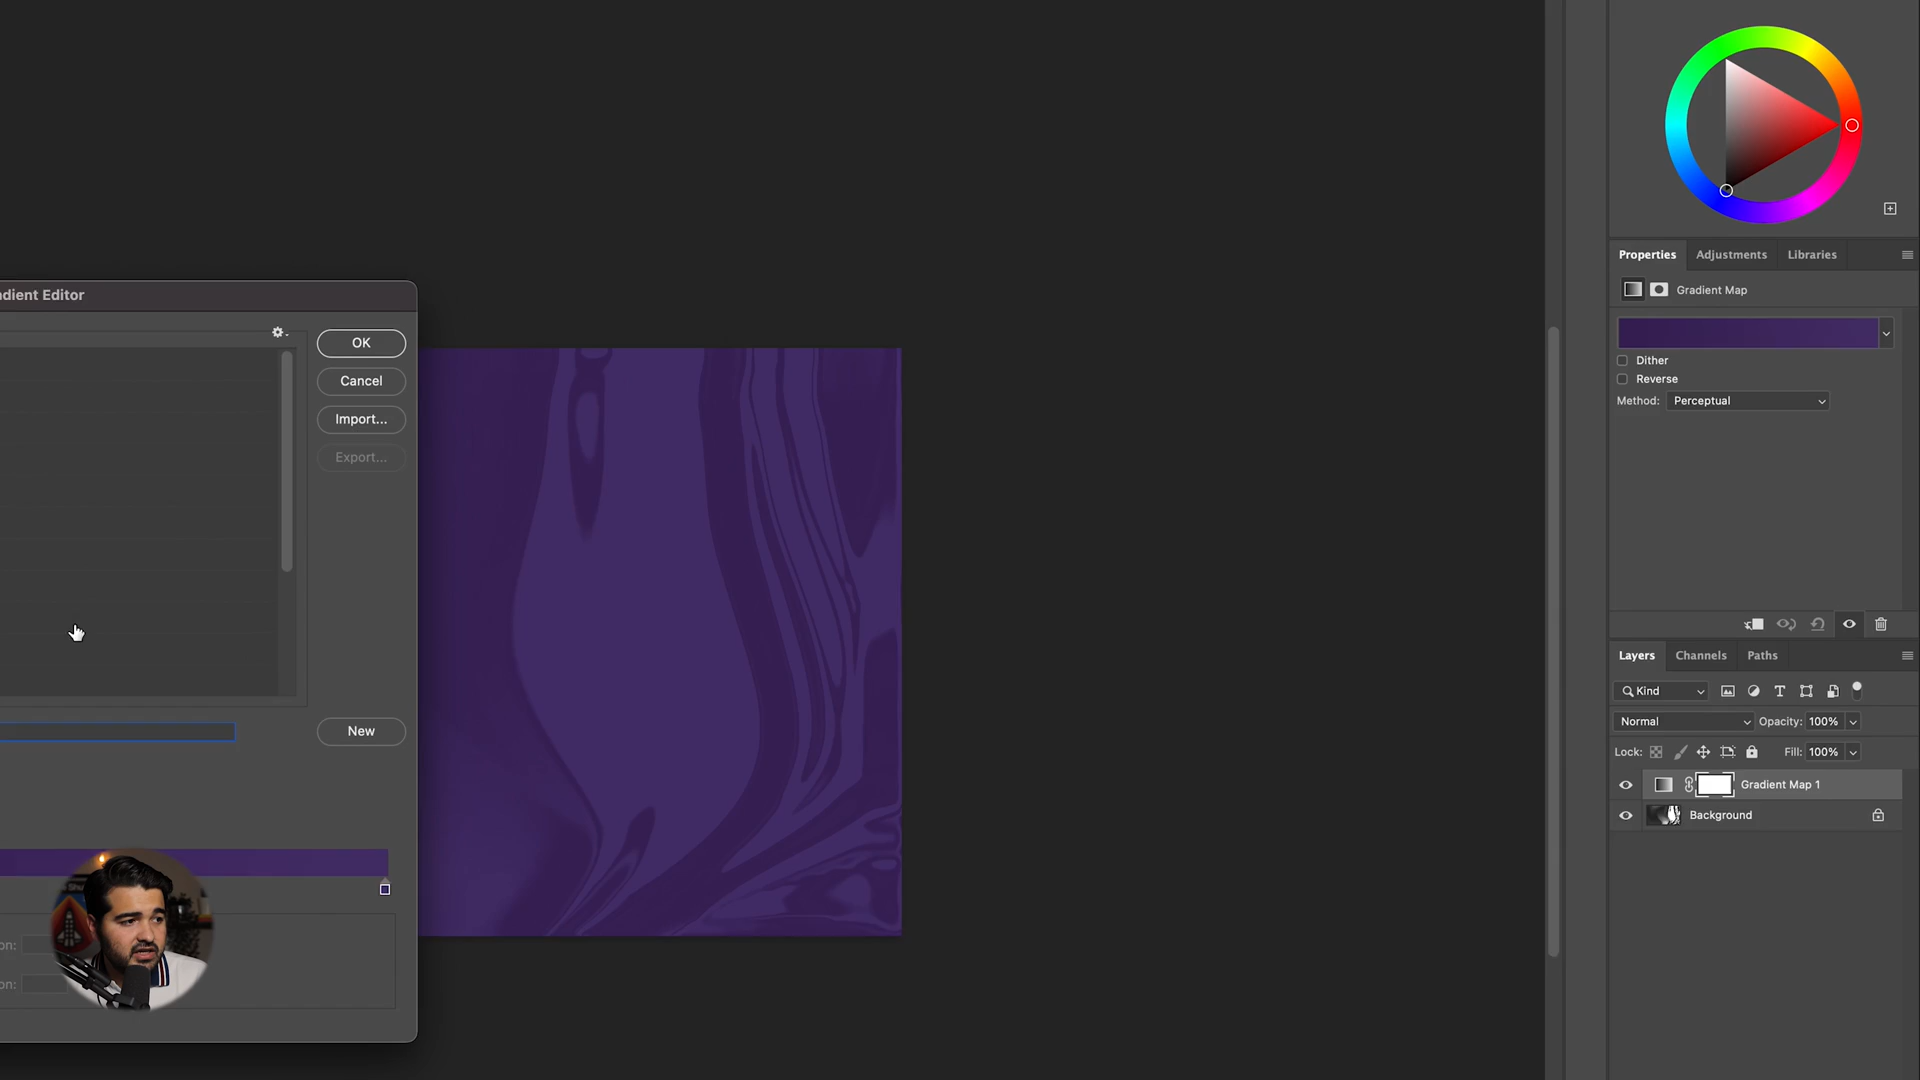 dient Editor
OK
Cancel
Import...
Export...
New
on:
on:
Properties Adjustments Libraries
Gradient Map
Dither
Reverse
Method: Perceptual
Layers Channels Paths
Kind
Normal Opacity: 100%
Lock: Fill: 100%
Gradient Map 1
Background